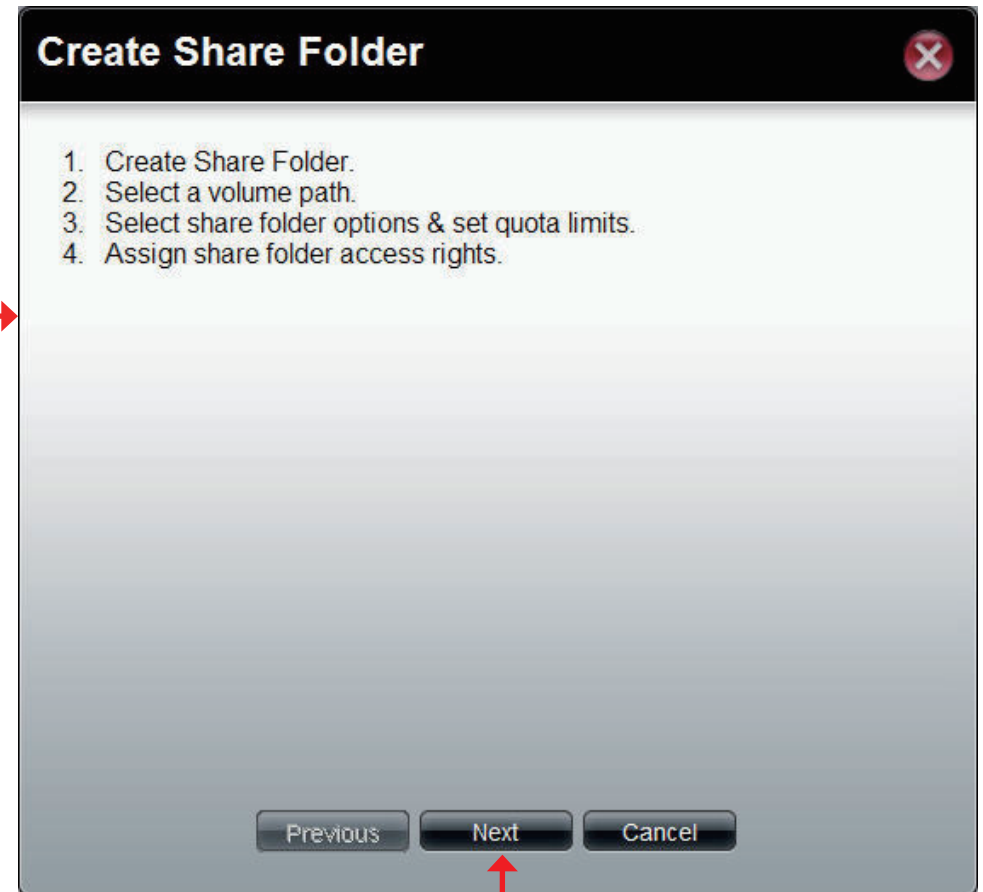 Create Share Folder
1. Create Share Folder.
2. Select a volume path.
3. Select share folder options & set quota limits.
4. Assign share folder access rights.
Previous Next Cancel